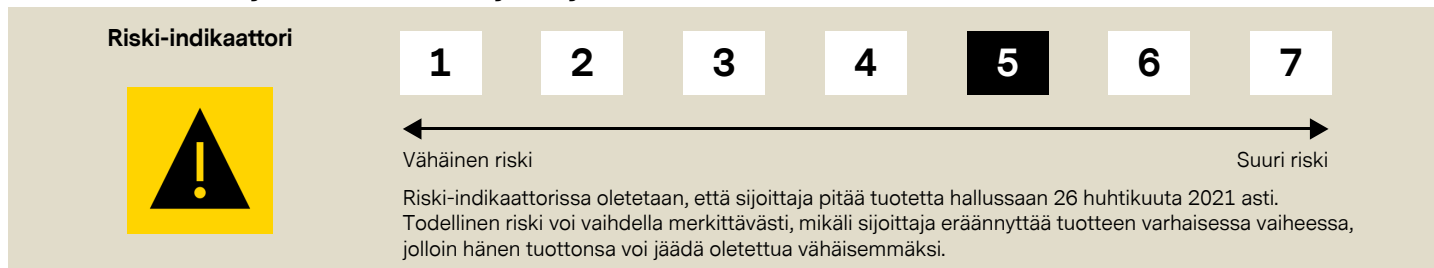 Riski-indikaattori
1 2 3 4 5 6 7
Vähäinen riski Suuri riski
Riski-indikaattorissa oletetaan, että sijoittaja pitää tuotetta hallussaan 26 huhtikuuta 2021 asti.
Todellinen riski voi vaihdella merkittävästi, mikäli sijoittaja eräännyttää tuotteen varhaisessa vaiheessa,
jolloin hänen tuottonsa voi jäädä oletettua vähäisemmäksi.